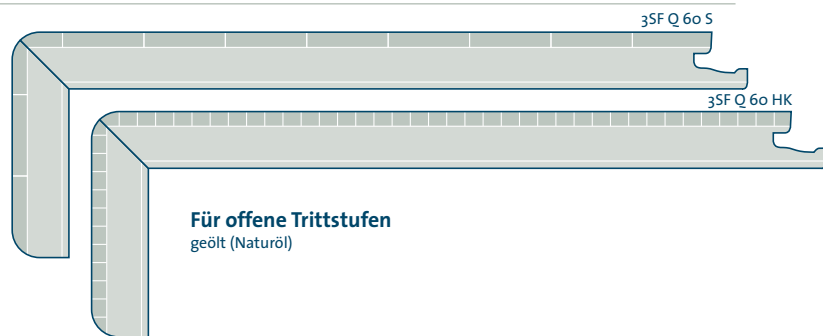 3SF Q 60 S
3SF Q 60 HK
Für offene Trittstufen
geölt (Naturöl)